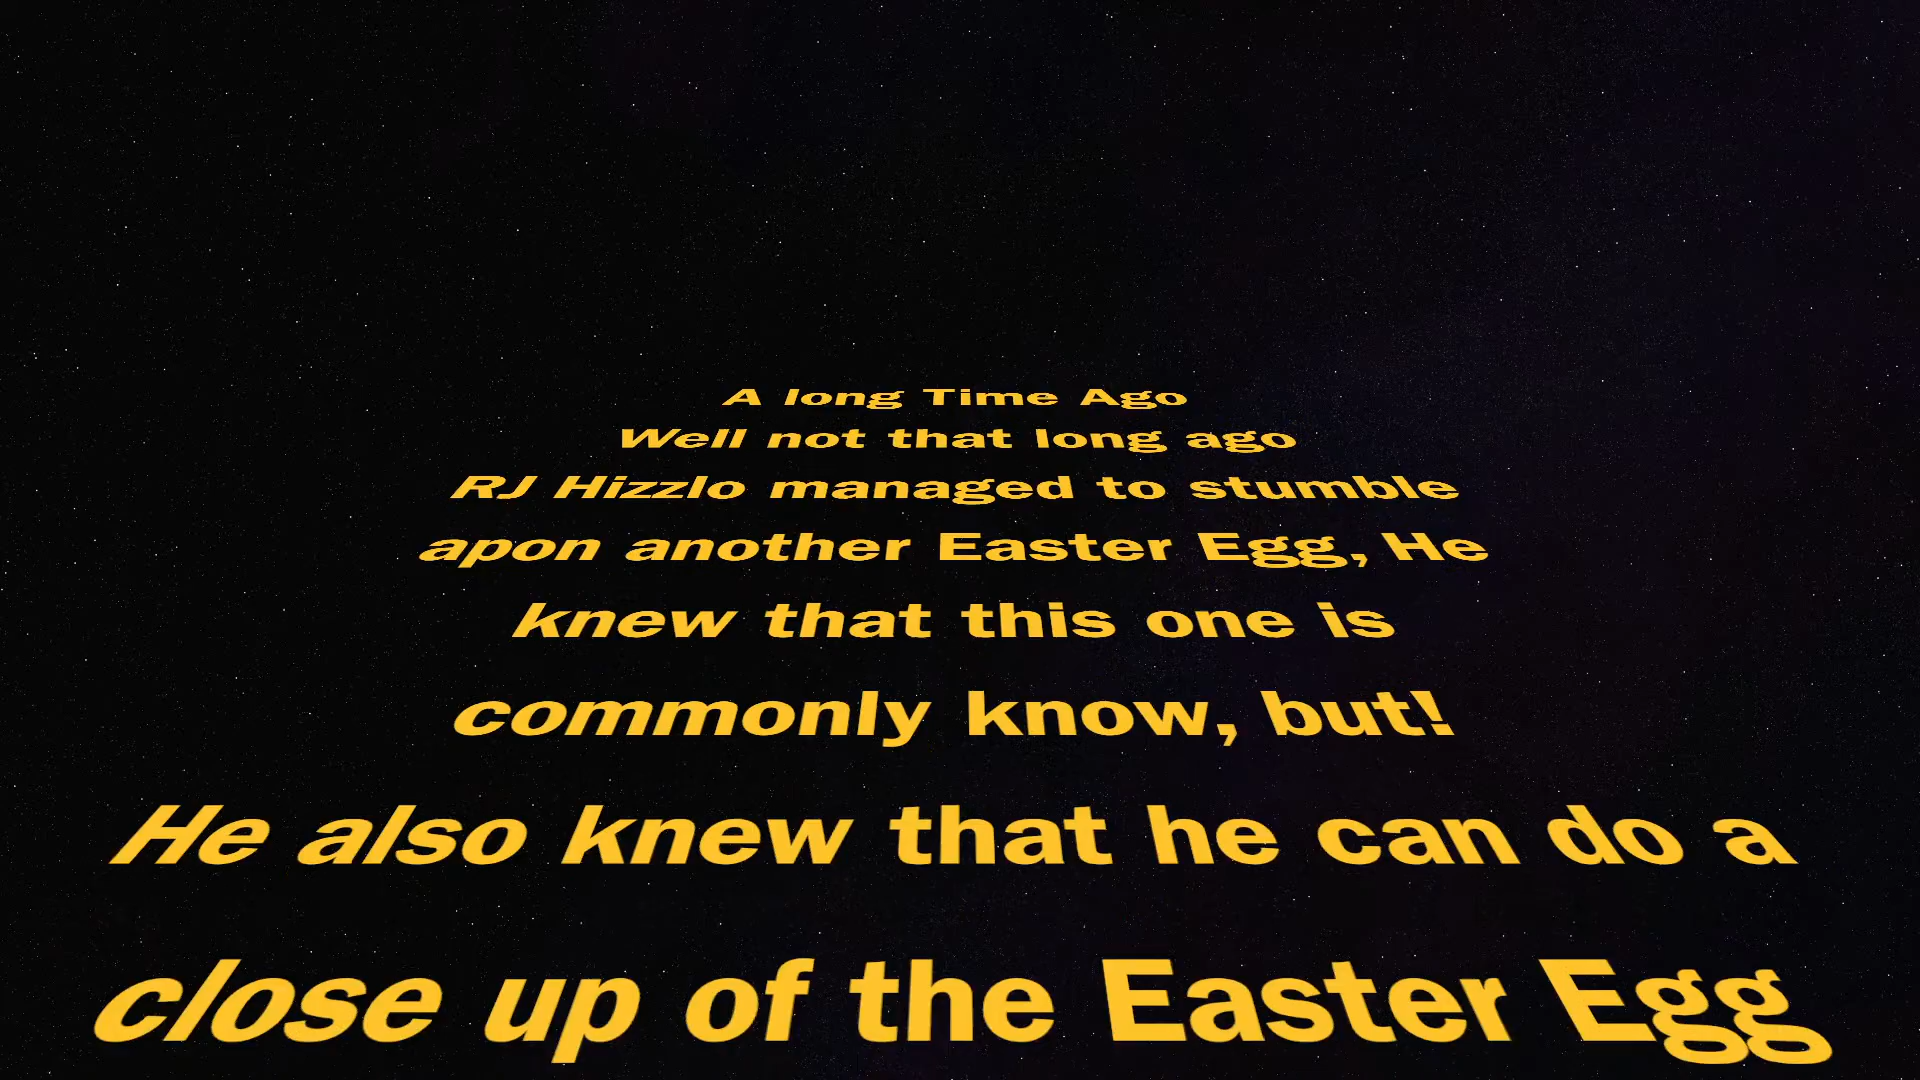 A long Time Ago
Well not that long ago
RJ Hizzlo managed to stumble
apon another Easter Egg, He
knew that this one is
commonly know, but!
He also knew that he can do a
close up of the Easter Egg